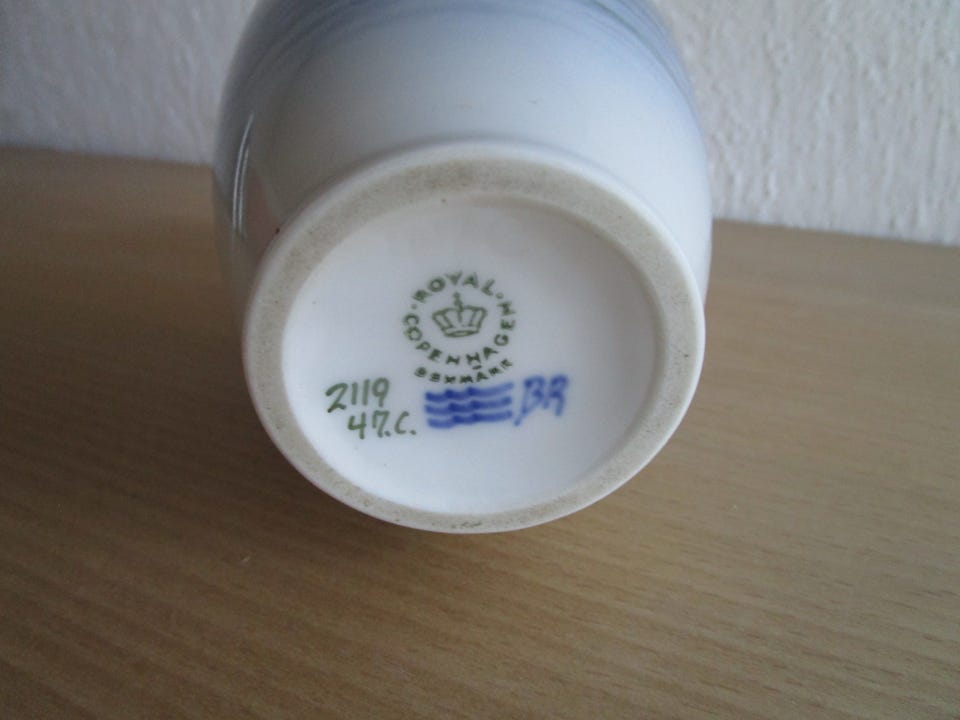 ROYAL COPENHAGEN
DENMARK
2119
47.C.
BR